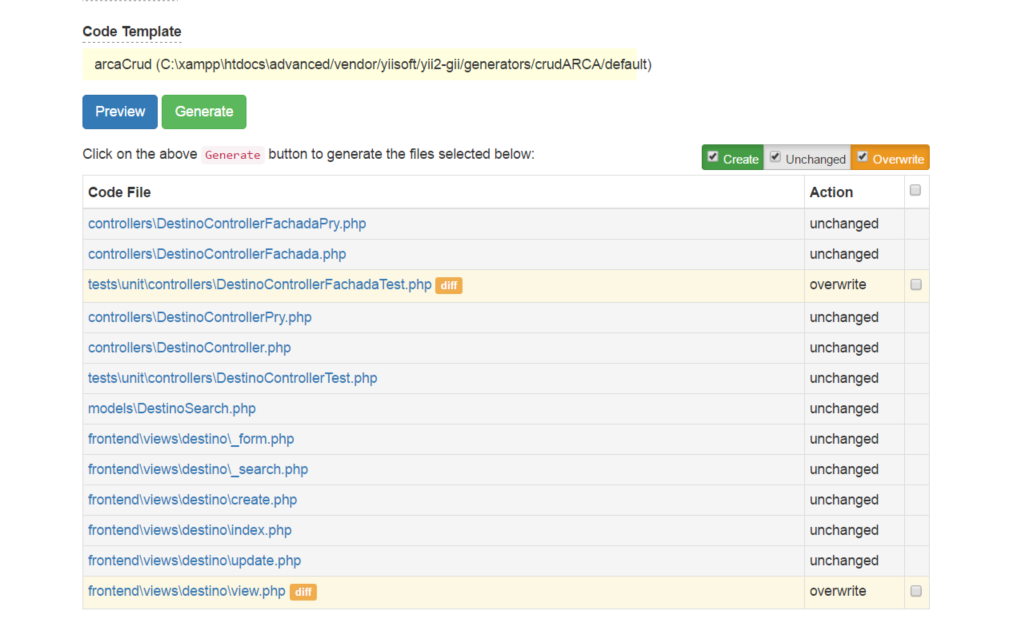 Code Template
arcaCrud (C:\xampp\htdocs\advanced/vendor/yiisoft/yii2-gii/generators/crudARCA/default)
Preview Generate
Click on the above Generate button to generate the files selected below: Create Unchanged Overwrite
Code File Action
controllers\DestinoControllerFachadaPry.php unchanged
controllers\DestinoControllerFachada.php unchanged
tests\unit\controllers\DestinoControllerFachadaTest.php diff overwrite
controllers\DestinoControllerPry.php unchanged
controllers\DestinoController.php unchanged
tests\unit\controllers\DestinoControllerTest.php unchanged
models\DestinoSearch.php unchanged
frontend\views\destino\_form.php unchanged
frontend\views\destino\_search.php unchanged
frontend\views\destino\create.php unchanged
frontend\views\destino\index.php unchanged
frontend\views\destino\update.php unchanged
frontend\views\destino\view.php diff overwrite